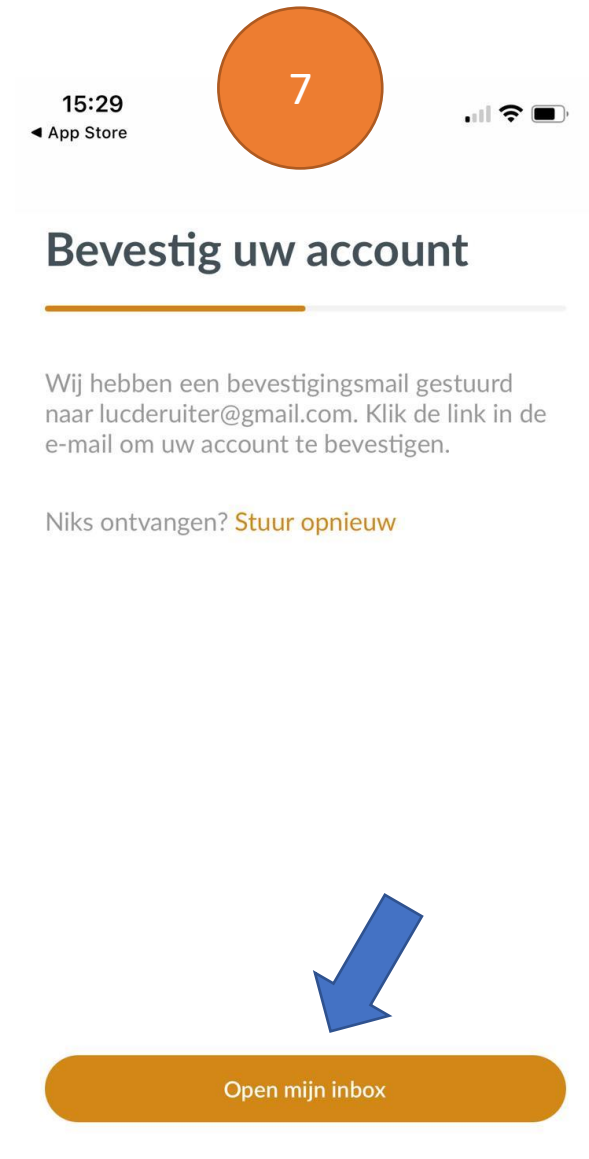 7
15:29
◀ App Store
Bevestig uw account
Wij hebben een bevestigingsmail gestuurd
naar lucderuiter@gmail.com. Klik de link in de
e-mail om uw account te bevestigen.
Niks ontvangen? Stuur opnieuw
Open mijn inbox